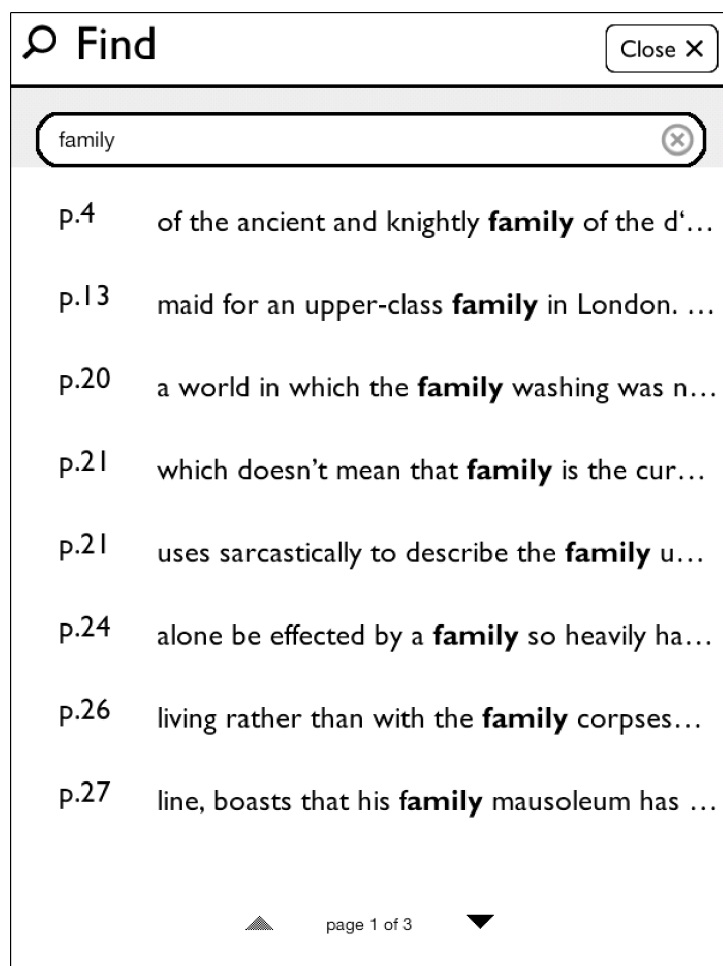 Find
Close X
family
p.4 of the ancient and knightly family of the d‘…
p.13 maid for an upper-class family in London. …
p.20 a world in which the family washing was n…
p.21 which doesn’t mean that family is the cur…
p.21 uses sarcastically to describe the family u…
p.24 alone be effected by a family so heavily ha…
p.26 living rather than with the family corpses…
p.27 line, boasts that his family mausoleum has …
page 1 of 3